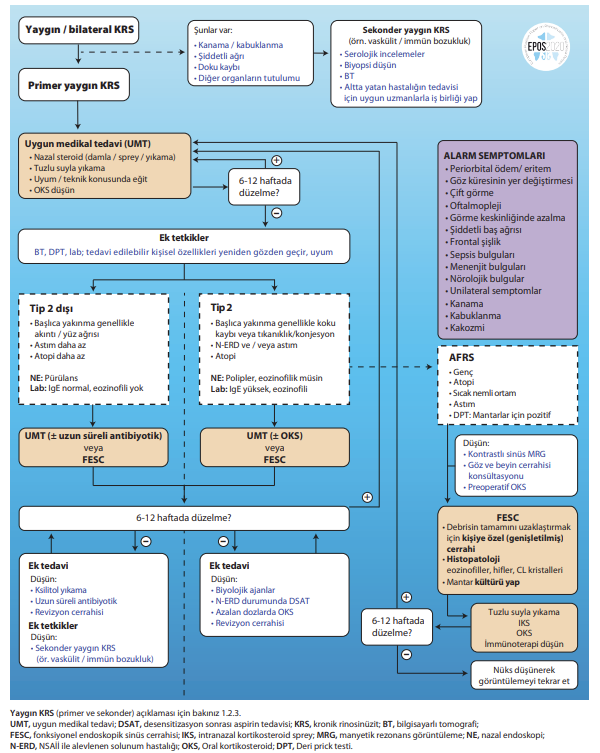 Yaygın / bilateral KRS
Şunlar var:
• Kanama / kabuklanma
• Şiddetli ağrı
• Doku kaybı
• Diğer organların tutulumu
Sekonder yaygın KRS
(örn. vaskülit / immün bozukluk)
• Serolojik incelemeler
• Biyopsi düşün
• BT
• Altta yatan hastalığın tedavisi
için uygun uzmanlarla iş birliği yap
EPOS2020
Primer yaygın KRS
Uygun medikal tedavi (UMT)
• Nazal steroid (damla / sprey / yıkama)
• Tuzlu suyla yıkama
• Uyum / teknik konusunda eğit
• OKS düşün
+
6-12 haftada
düzelme?
−
ALARM SEMPTOMLARI
• Periorbital ödem/ eritem
• Göz küresinin yer değiştirmesi
• Çift görme
• Oftalmopleji
• Görme keskinliğinde azalma
• Şiddetli baş ağrısı
• Frontal şişlik
• Sepsis bulguları
• Menenjit bulguları
• Nörolojik bulgular
• Unilateral semptomlar
• Kanama
• Kabuklanma
• Kakozmi
Ek tetkikler
BT, DPT, lab; tedavi edilebilir kişisel özellikleri yeniden gözden geçir, uyum
Tip 2 dışı
• Başlıca yakınma genellikle
akıntı / yüz ağrısı
• Astım daha az
• Atopi daha az
NE: Pürülans
Lab: IgE normal, eozinofili yok
Tip 2
• Başlıca yakınma genellikle koku
kaybı veya tıkanıklık/konjesyon
• N-ERD ve / veya astım
• Atopi
NE: Polipler, eozinofilik müsin
Lab: IgE yüksek, eozinofili
AFRS
• Genç
• Atopi
• Sıcak nemli ortam
• Astım
• DPT: Mantarlar için pozitif
UMT (± uzun süreli antibiyotik)
veya
FESC
UMT (± OKS)
veya
FESC
Düşün:
• Kontrastlı sinüs MRG
• Göz ve beyin cerrahisi
konsültasyonu
• Preoperatif OKS
+
6-12 haftada düzelme?
−
−
FESC
• Debrisin tamamını uzaklaştırmak
için kişiye özel (genişletilmiş)
cerrahi
• Histopatoloji
eozinofiller, hifler, CL kristalleri
• Mantar kültürü yap
Ek tedavi
Düşün:
• Ksilitol yıkama
• Uzun süreli antibiyotik
• Revizyon cerrahisi
Ek tetkikler
Düşün:
• Sekonder yaygın KRS
(ör. vaskülit / immün bozukluk)
Ek tedavi
Düşün:
• Biyolojik ajanlar
• N-ERD durumunda DSAT
• Azalan dozlarda OKS
• Revizyon cerrahisi
+
6-12 haftada
düzelme?
−
Tuzlu suyla yıkama
IKS
OKS
İmmünoterapi düşün
Nüks düşünerek
görüntülemeyi tekrar et
Yaygın KRS (primer ve sekonder) açıklaması için bakınız 1.2.3.
UMT, uygun medikal tedavi; DSAT, desensitizasyon sonrası aspirin tedavisi; KRS, kronik rinosinüzit; BT, bilgisayarlı tomografi;
FESC, fonksiyonel endoskopik sinüs cerrahisi; IKS, intranazal kortikosteroid sprey; MRG, manyetik rezonans görüntüleme; NE, nazal endoskopi;
N-ERD, NSAİİ ile alevlenen solunum hastalığı; OKS, Oral kortikosteroid; DPT, Deri prick testi.